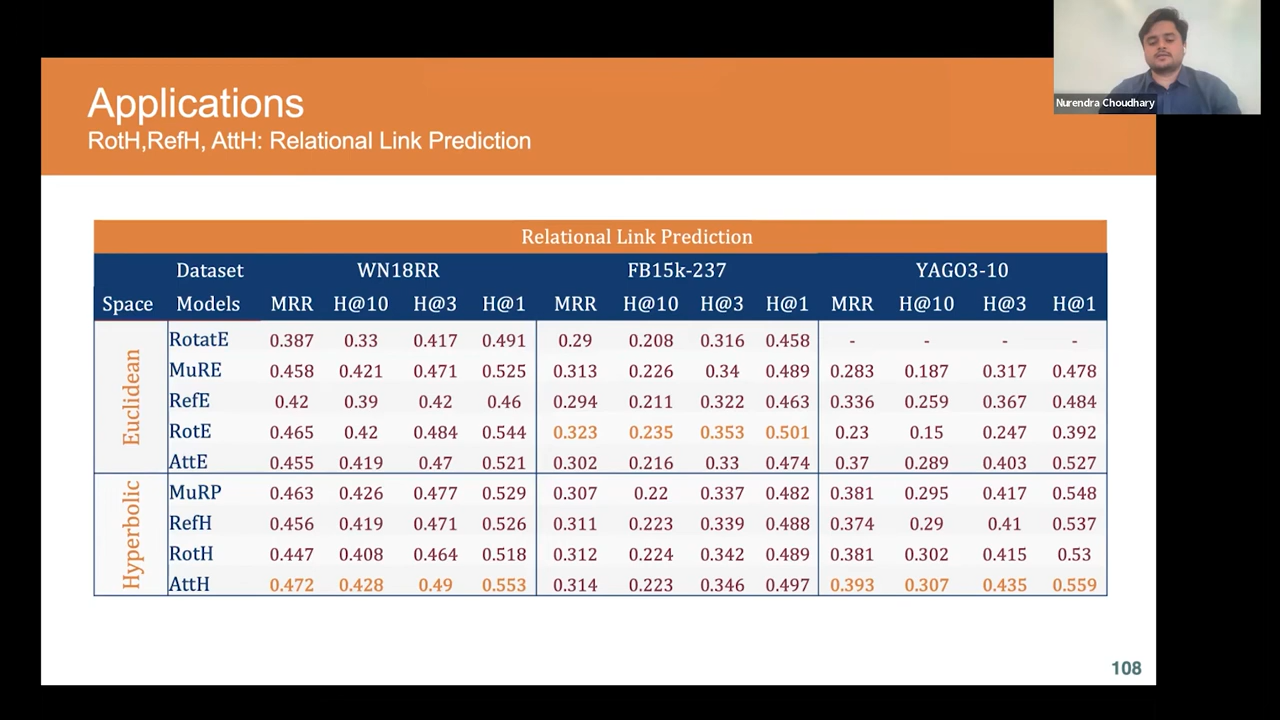 Nurendra Choudhary
Applications
RotH,RefH, AttH: Relational Link Prediction
Relational Link Prediction
Dataset WN18RR FB15k-237 YAGO3-10
Space Models MRR H@10 H@3 H@1 MRR H@10 H@3 H@1 MRR H@10 H@3 H@1
Euclidean
RotatE 0.387 0.33 0.417 0.491 0.29 0.208 0.316 0.458 - - - -
MuRE 0.458 0.421 0.471 0.525 0.313 0.226 0.34 0.489 0.283 0.187 0.317 0.478
RefE 0.42 0.39 0.42 0.46 0.294 0.211 0.322 0.463 0.336 0.259 0.367 0.484
RotE 0.465 0.42 0.484 0.544 0.323 0.235 0.353 0.501 0.23 0.15 0.247 0.392
AttE 0.455 0.419 0.47 0.521 0.302 0.216 0.33 0.474 0.37 0.289 0.403 0.527
Hyperbolic
MuRP 0.463 0.426 0.477 0.529 0.307 0.22 0.337 0.482 0.381 0.295 0.417 0.548
RefH 0.456 0.419 0.471 0.526 0.311 0.223 0.339 0.488 0.374 0.29 0.41 0.537
RotH 0.447 0.408 0.464 0.518 0.312 0.224 0.342 0.489 0.381 0.302 0.415 0.53
AttH 0.472 0.428 0.49 0.553 0.314 0.223 0.346 0.497 0.393 0.307 0.435 0.559
108